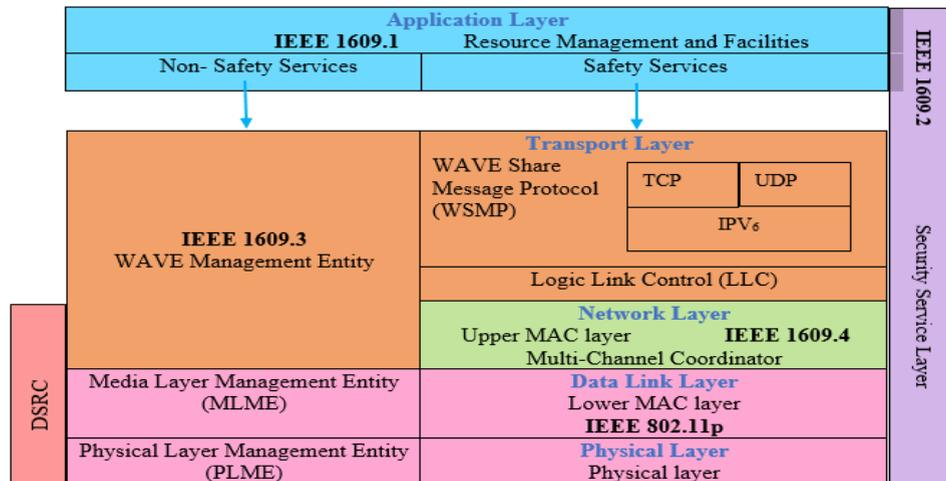 Application Layer
IEEE 1609.1 Resource Management and Facilities
Non- Safety Services
Safety Services
IEEE 1609.2
Security Service Layer
IEEE 1609.3
WAVE Management Entity
Transport Layer
WAVE Share
Message Protocol
(WSMP)
TCP
UDP
IPV6
Logic Link Control (LLC)
Network Layer
Upper MAC layer IEEE 1609.4
Multi-Channel Coordinator
DSRC
Media Layer Management Entity
(MLME)
Data Link Layer
Lower MAC layer
IEEE 802.11p
Physical Layer Management Entity
(PLME)
Physical Layer
Physical layer